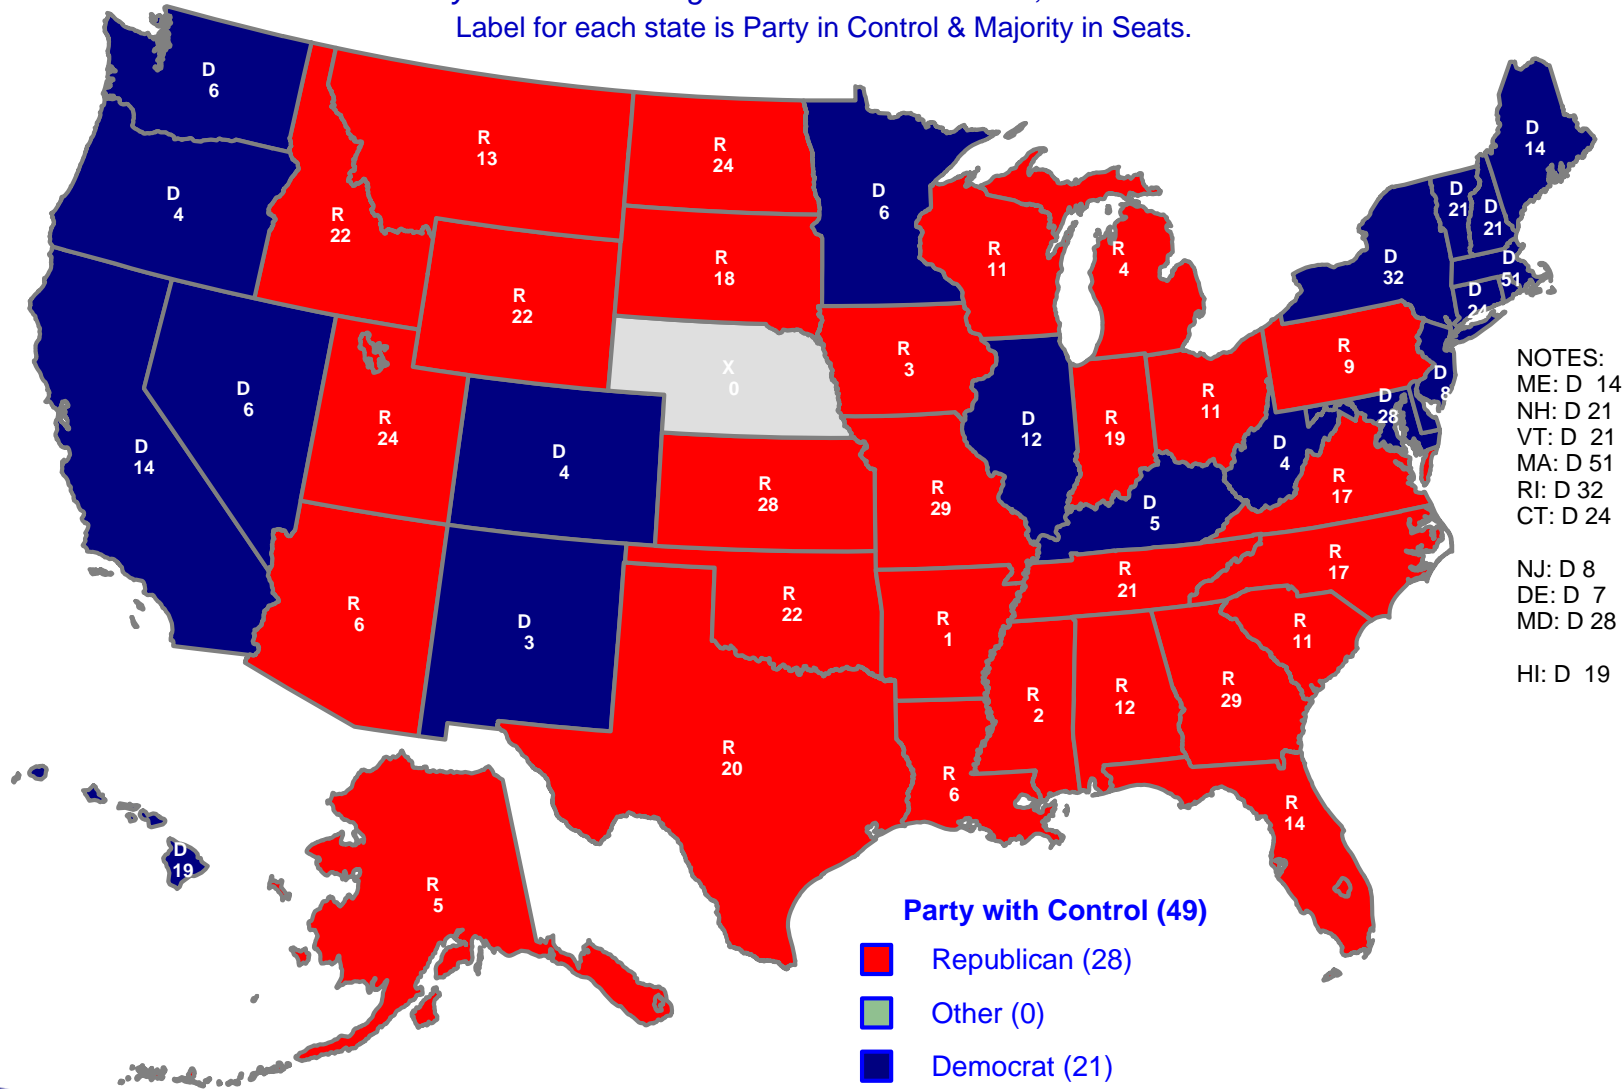 Label for each state is Party in Control & Majority in Seats.
D
6
D
4
D
14
D
6
R
22
R
13
R
22
R
24
R
6
D
4
D
3
R
24
R
18
X
0
R
28
R
22
R
20
D
6
R
3
R
29
R
1
R
6
R
11
D
12
R
4
R
19
R
11
D
5
R
21
R
2
R
12
R
29
R
14
R
11
R
17
R
17
D
4
R
9
D
32
D
14
D
21
D
21
D
51
D
24
D
8
D
28
D
19
R
5
NOTES:
ME: D 14
NH: D 21
VT: D 21
MA: D 51
RI: D 32
CT: D 24
NJ: D 8
DE: D 7
MD: D 28
HI: D 19
Party with Control (49)
Republican (28)
Other (0)
Democrat (21)